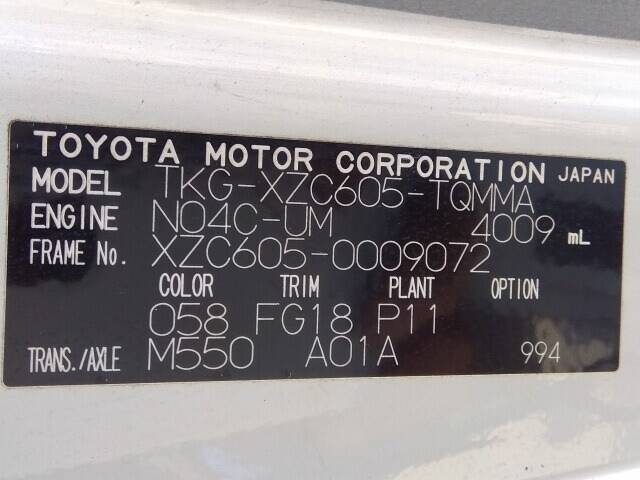 TOYOTA MOTOR CORPORATION JAPAN
MODEL TKG-XZC605-TQMMA
ENGINE N04C-UM 4009 mL
FRAME No. XZC605-0009072
COLOR TRIM PLANT OPTION
058 FG18 P11
TRANS./AXLE M550 A01A 994